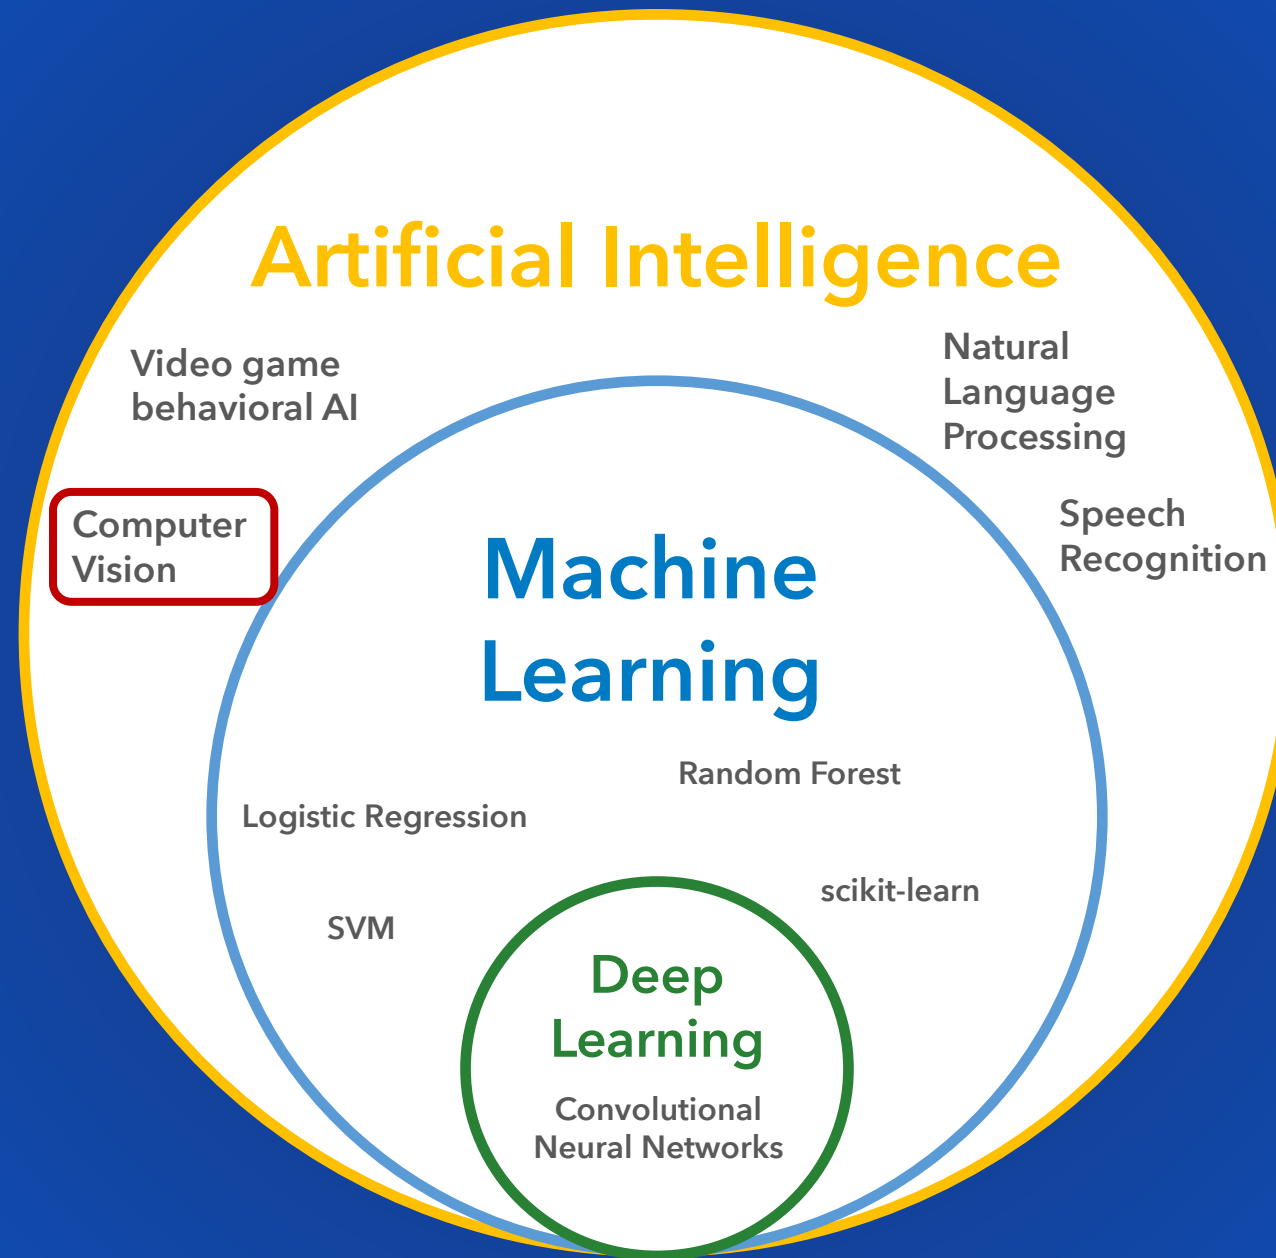 Artificial Intelligence
Video game
behavioral AI
Natural
Language
Processing
Computer
Vision
Speech
Recognition
Machine
Learning
Random Forest
Logistic Regression
scikit-learn
SVM
Deep
Learning
Convolutional
Neural Networks